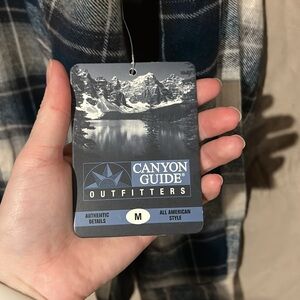 CANYON
GUIDE®
OUTFITTERS
AUTHENTIC
DETAILS
M
ALL AMERICAN
STYLE